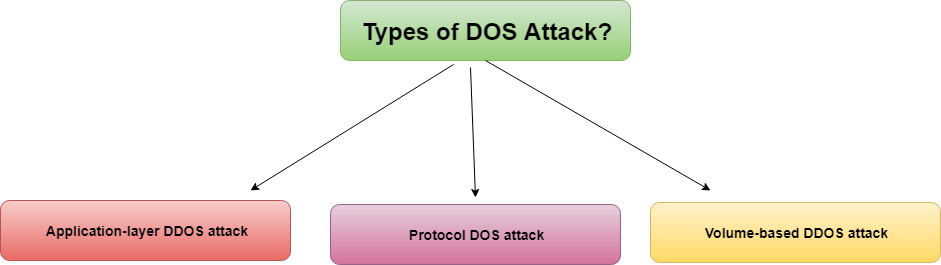 Types of DOS Attack?
Application-layer DDOS attack
Protocol DOS attack
Volume-based DDOS attack